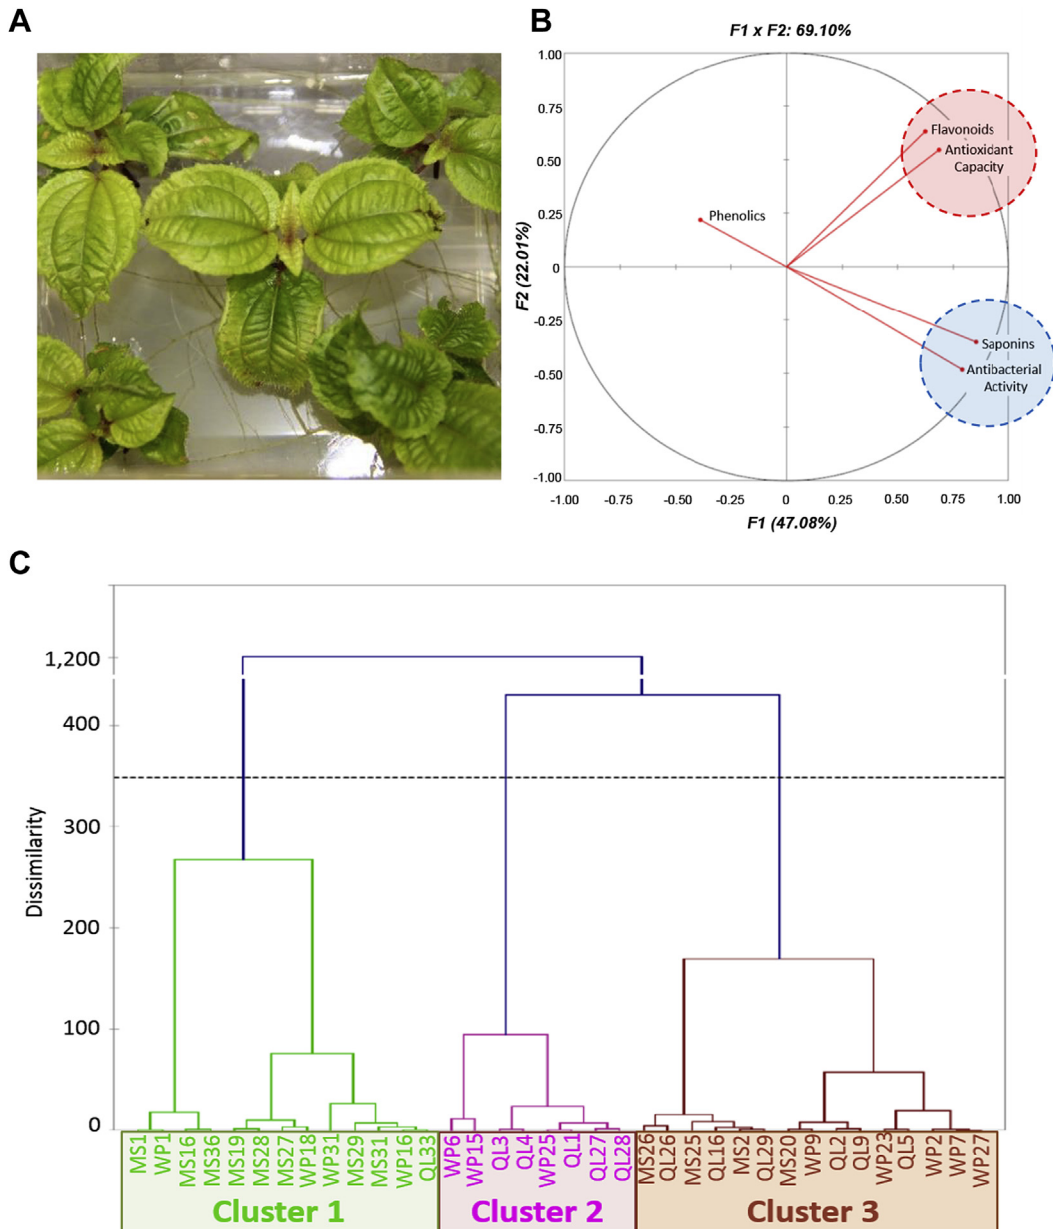 A
B
F1 x F2: 69.10%
1.00
0.75
0.50
0.25
0
-0.25
-0.50
-0.75
-1.00
F2 (22.01%)
Flavonoids
Antioxidant
Capacity
Phenolics
Saponins
Antibacterial
Activity
-1.00 -0.75 -0.50 -0.25 0 0.25 0.50 0.75 1.00
F1 (47.08%)
C
1,200
400
300
200
100
0
Dissimilarity
MS1 WP1 MS16 MS36 MS19 MS28 MS27 WP18 WP31 MS29 MS31 WP16 QL33 WP6 WP15 QL3 QL4 WP25 QL1 QL27 QL28 MS26 QL26 MS25 QL16 MS2 QL29 MS20 WP9 QL2 QL9 WP23 QL5 WP2 WP7 WP27
Cluster 1 Cluster 2 Cluster 3